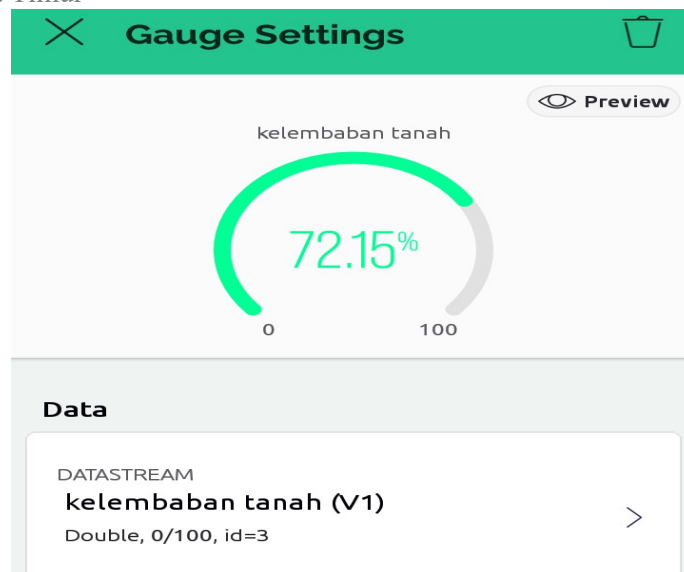 Gauge Settings
Preview
kelembaban tanah
72.15%
0 100
Data
DATASTREAM
kelembaban tanah (V1)
Double, 0/100, id=3